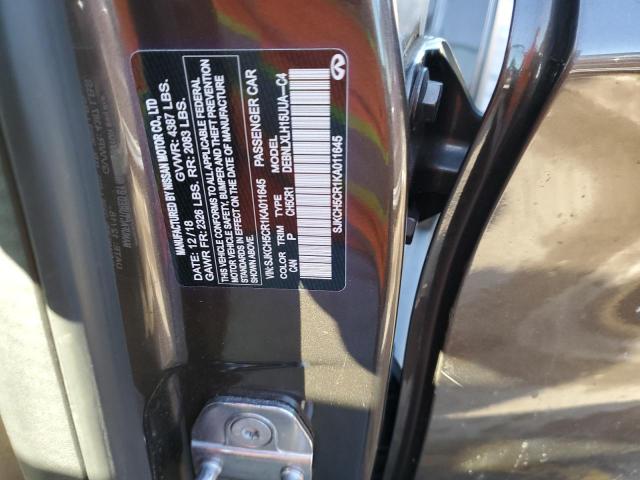 MANUFACTURED BY NISSAN MOTOR CO., LTD
GVWR: 4387 LBS.
DATE: 12/18
GAWR FR: 2326 LBS. RR: 2083 LBS.
THIS VEHICLE CONFORMS TO ALL APPLICABLE FEDERAL
MOTOR VEHICLE SAFETY, BUMPER AND THEFT PREVENTION
STANDARDS IN EFFECT ON THE DATE OF MANUFACTURE
SHOWN ABOVE.
VIN:SJKCH5CR1KA011645 PASSENGER CAR
COLOR TRIM TYPE
CAN P CH5CR1 DEBNLXLH15UUA--C4
SJKCH5CR1KA011645